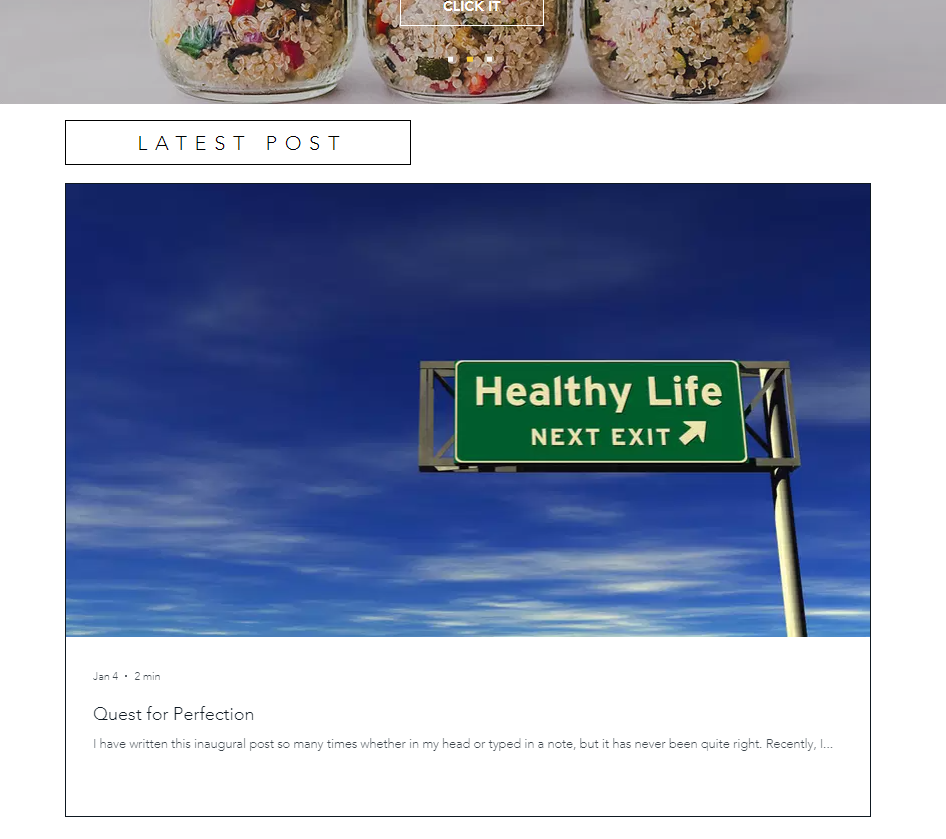 CLICK IT
LATEST POST
Healthy Life
NEXT EXIT
Jan 4 · 2 min
Quest for Perfection
I have written this inaugural post so many times whether in my head or typed in a note, but it has never been quite right. Recently, I...